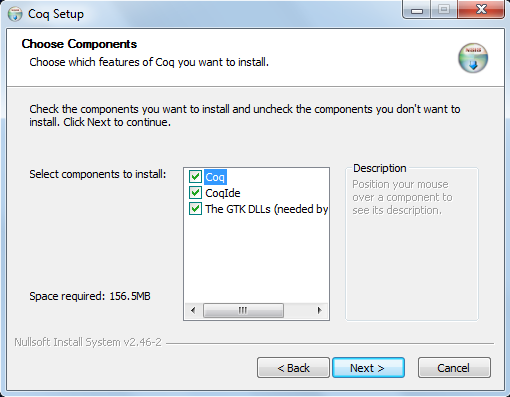 Coq Setup
Choose Components
Choose which features of Coq you want to install.
Check the components you want to install and uncheck the components you don't want to
install. Click Next to continue.
Select components to install:
Coq
CoqIde
The GTK DLLs (needed by
Description
Position your mouse
over a component to
see its description.
Space required: 156.5MB
Nullsoft Install System v2.46-2
< Back
Next >
Cancel